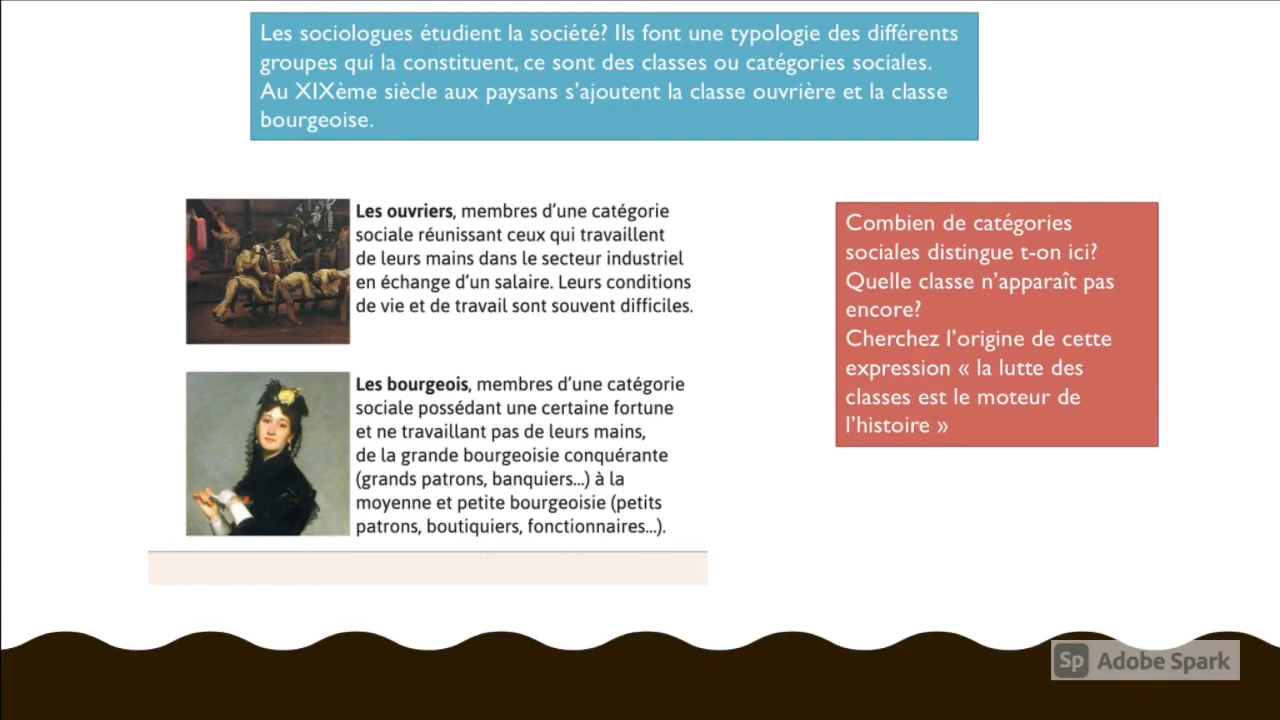 Les sociologues étudient la société? Ils font une typologie des différents
groupes qui la constituent, ce sont des classes ou catégories sociales.
Au XIXème siècle aux paysans s’ajoutent la classe ouvrière et la classe
bourgeoise.
Les ouvriers, membres d’une catégorie
sociale réunissant ceux qui travaillent
de leurs mains dans le secteur industriel
en échange d’un salaire. Leurs conditions
de vie et de travail sont souvent difficiles.
Les bourgeois, membres d’une catégorie
sociale possédant une certaine fortune
et ne travaillant pas de leurs mains,
de la grande bourgeoisie conquérante
(grands patrons, banquiers...) à la
moyenne et petite bourgeoisie (petits
patrons, boutiquiers, fonctionnaires...).
Combien de catégories
sociales distingue t-on ici?
Quelle classe n’apparaît pas
encore?
Cherchez l’origine de cette
expression « la lutte des
classes est le moteur de
l’histoire »
Sp Adobe Spark